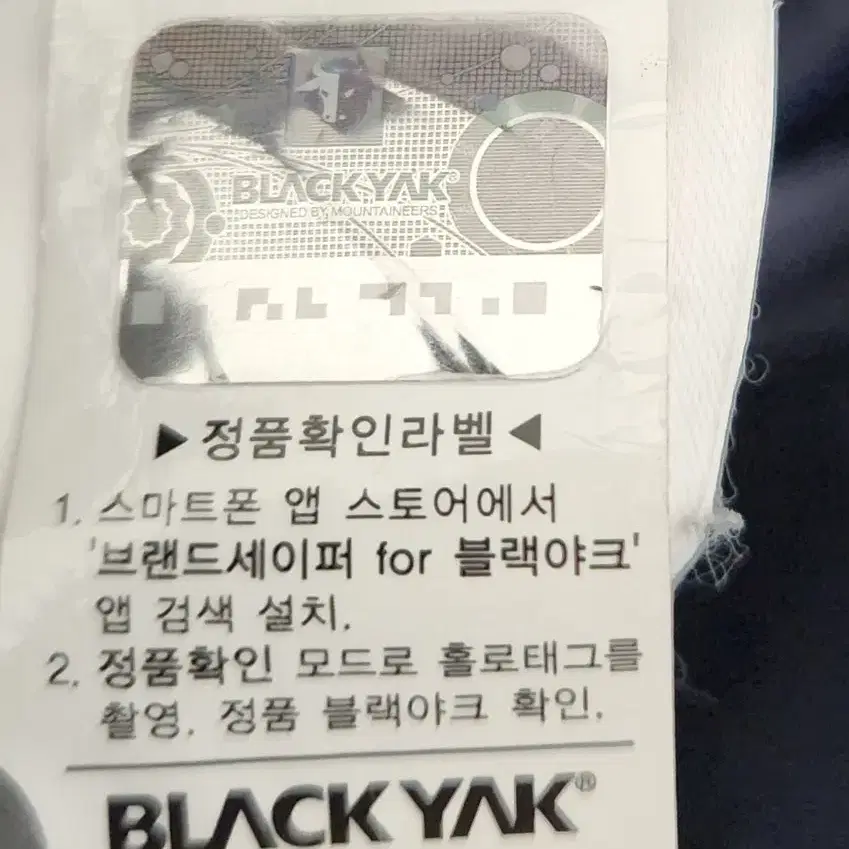 BLACKYAK®
DESIGNED BY MOUNTAINEERS
▶정품확인라벨◀
1. 스마트폰 앱 스토어에서
'브랜드세이퍼 for 블랙야크'
앱 검색 설치.
2. 정품확인 모드로 홀로태그를
촬영. 정품 블랙야크 확인.
BLACKYAK®